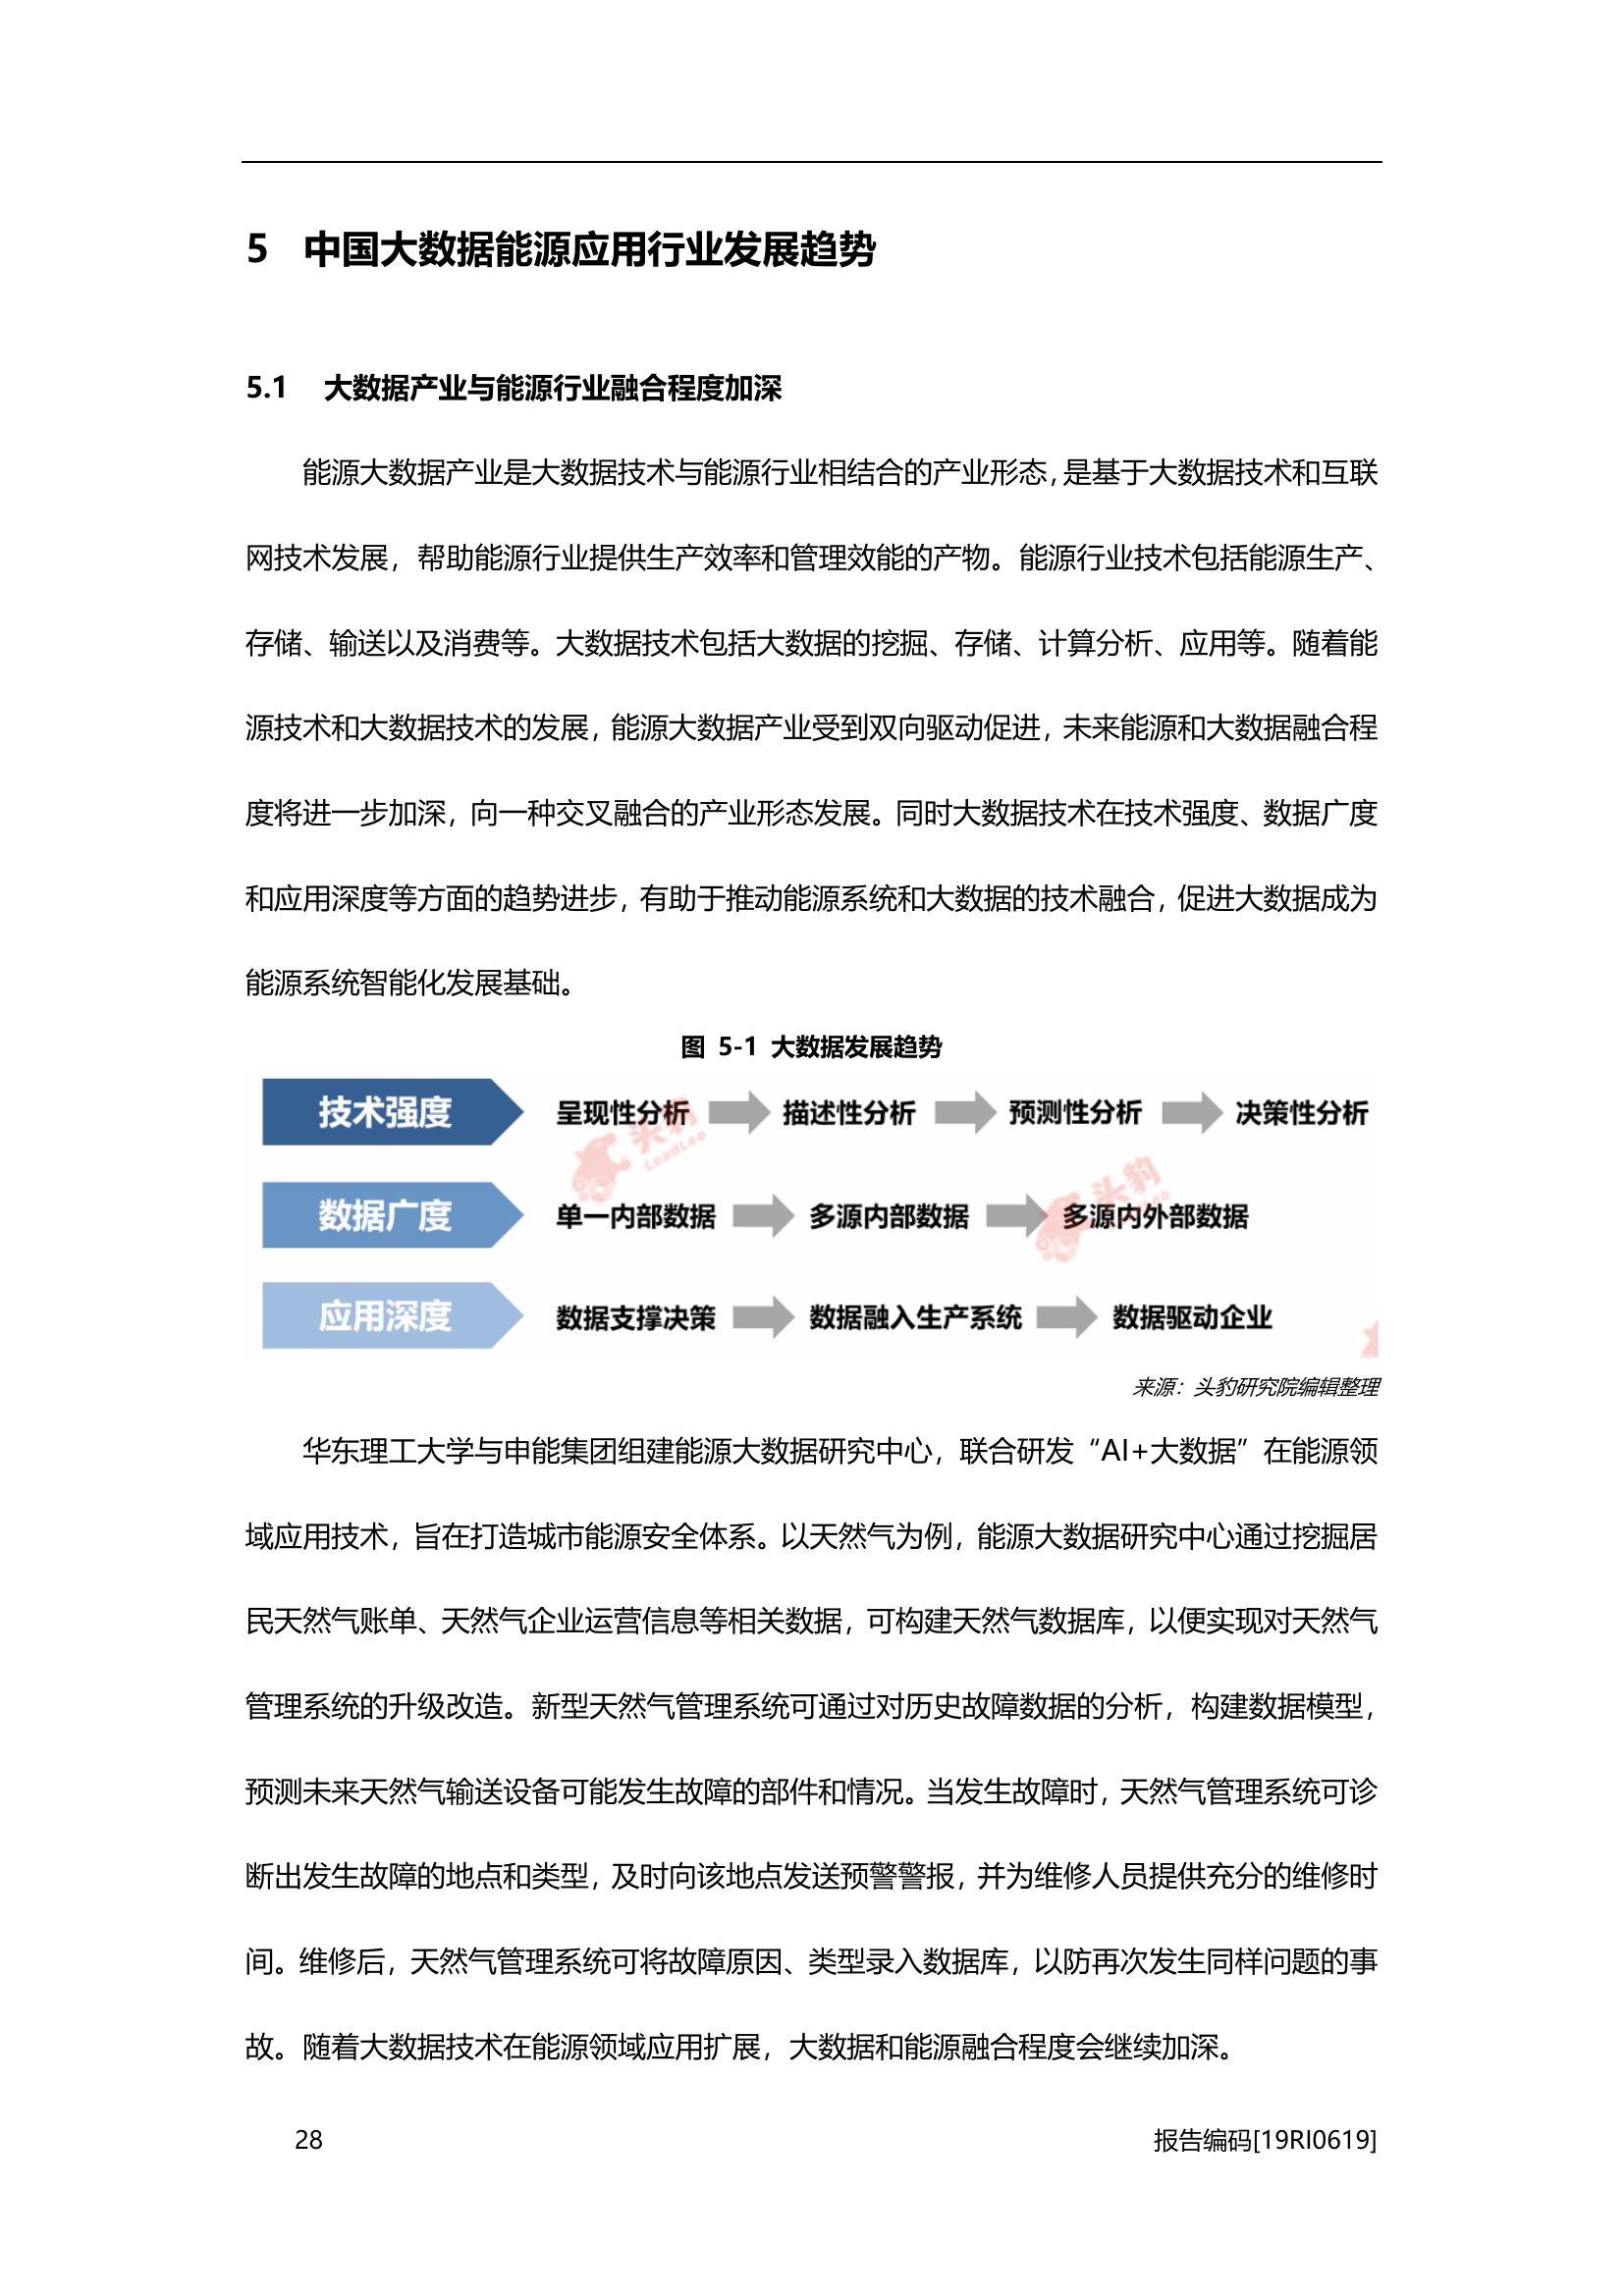 5 中国大数据能源应用行业发展趋势
5.1 大数据产业与能源行业融合程度加深
能源大数据产业是大数据技术与能源行业相结合的产业形态，是基于大数据技术和互联
网技术发展，帮助能源行业提供生产效率和管理效能的产物。能源行业技术包括能源生产、
存储、输送以及消费等。大数据技术包括大数据的挖掘、存储、计算分析、应用等。随着能
源技术和大数据技术的发展，能源大数据产业受到双向驱动促进，未来能源和大数据融合程
度将进一步加深，向一种交叉融合的产业形态发展。同时大数据技术在技术强度、数据广度
和应用深度等方面的趋势进步，有助于推动能源系统和大数据的技术融合，促进大数据成为
能源系统智能化发展基础。
图 5-1 大数据发展趋势
技术强度 呈现性分析 描述性分析 预测性分析 决策性分析
头豹 LeadLeo
数据广度 单一内部数据 多源内部数据 多源内外部数据
头豹 LeadLeo
应用深度 数据支撑决策 数据融入生产系统 数据驱动企业
来源：头豹研究院编辑整理
华东理工大学与申能集团组建能源大数据研究中心，联合研发“AI+大数据”在能源领
域应用技术，旨在打造城市能源安全体系。以天然气为例，能源大数据研究中心通过挖掘居
民天然气账单、天然气企业运营信息等相关数据，可构建天然气数据库，以便实现对天然气
管理系统的升级改造。新型天然气管理系统可通过对历史故障数据的分析，构建数据模型，
预测未来天然气输送设备可能发生故障的部件和情况。当发生故障时，天然气管理系统可诊
断出发生故障的地点和类型，及时向该地点发送预警警报，并为维修人员提供充分的维修时
间。维修后，天然气管理系统可将故障原因、类型录入数据库，以防再次发生同样问题的事
故。随着大数据技术在能源领域应用扩展，大数据和能源融合程度会继续加深。
28 报告编码[19RI0619]